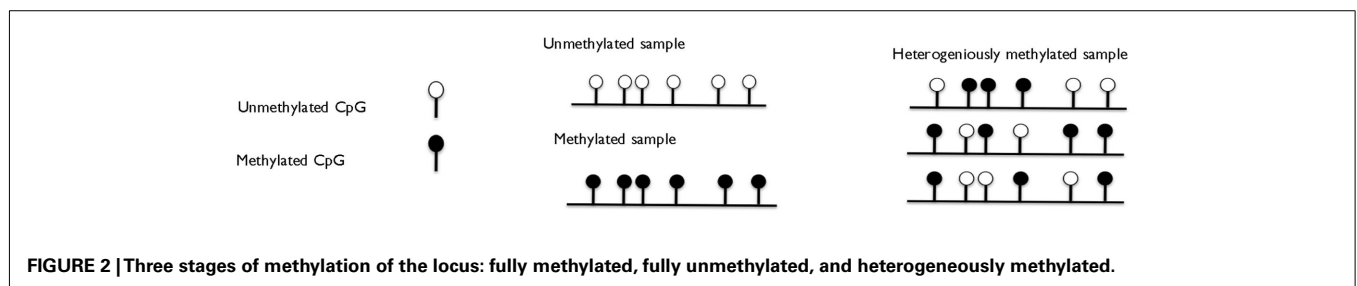 Unmethylated sample
Heterogeniously methylated sample
Unmethylated CpG
Methylated sample
Methylated CpG
FIGURE 2 | Three stages of methylation of the locus: fully methylated, fully unmethylated, and heterogeneously methylated.